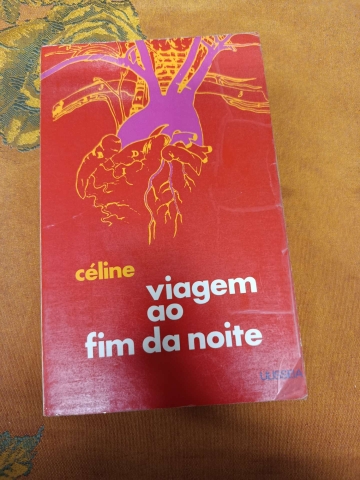 céline
viagem
ao
fim da noite